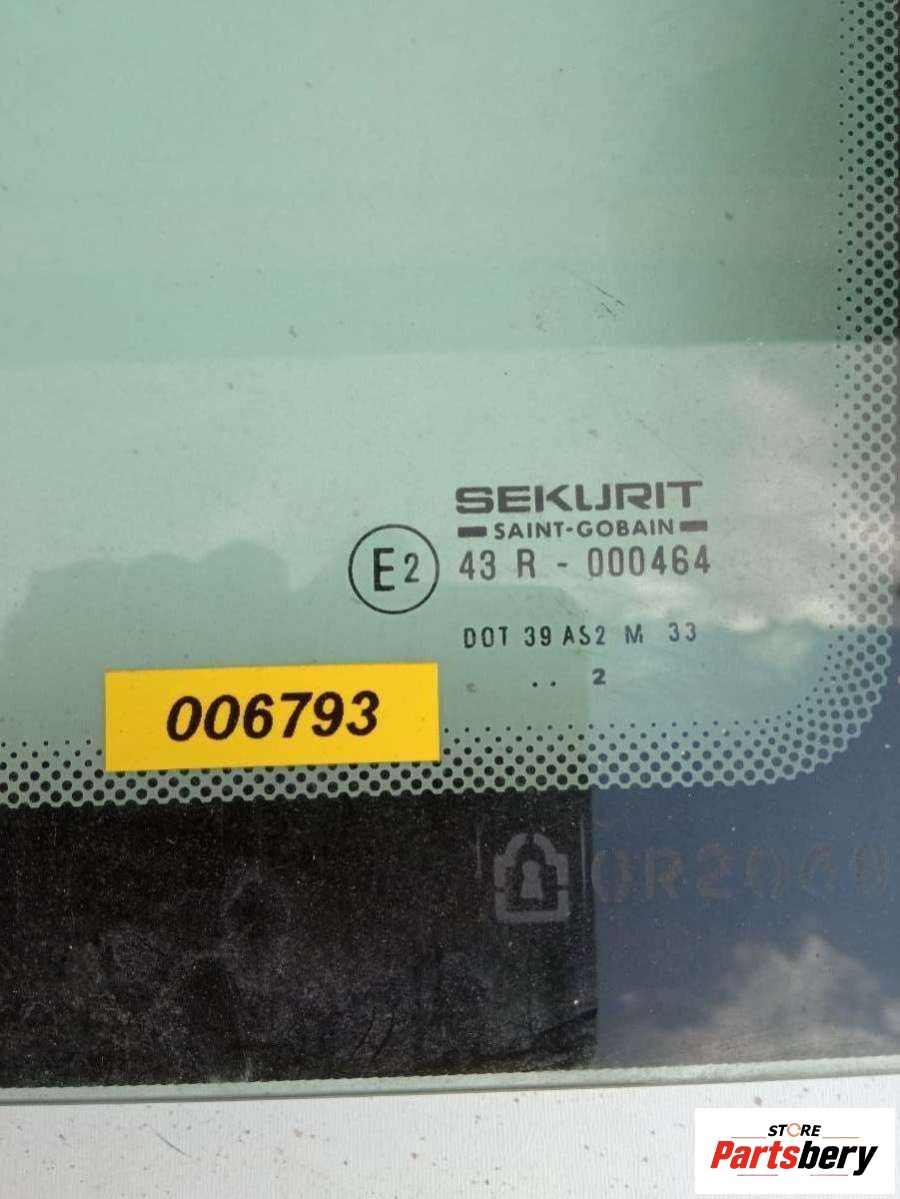 SEKURIT
SAINT-GOBAIN
E2
43 R - 000464
DOT 39 AS2 M 33
.. 2
006793
STORE
Partsbery